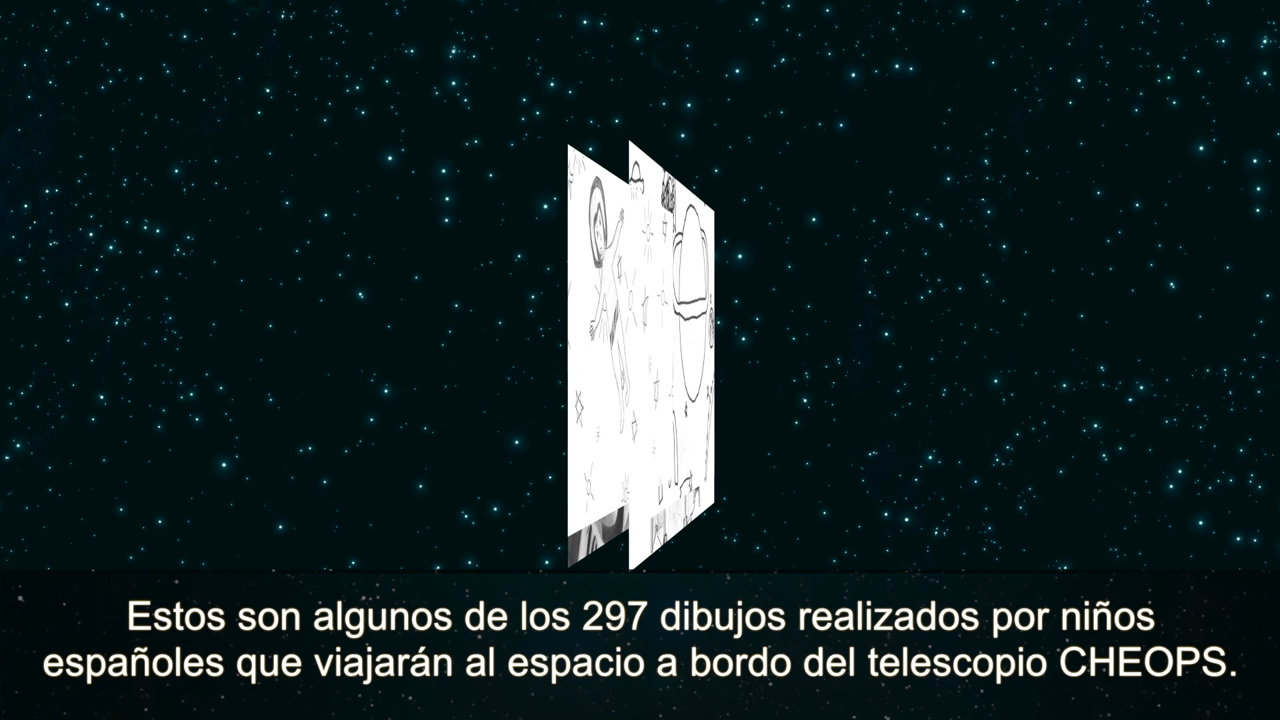 Estos son algunos de los 297 dibujos realizados por niños
españoles que viajarán al espacio a bordo del telescopio CHEOPS.